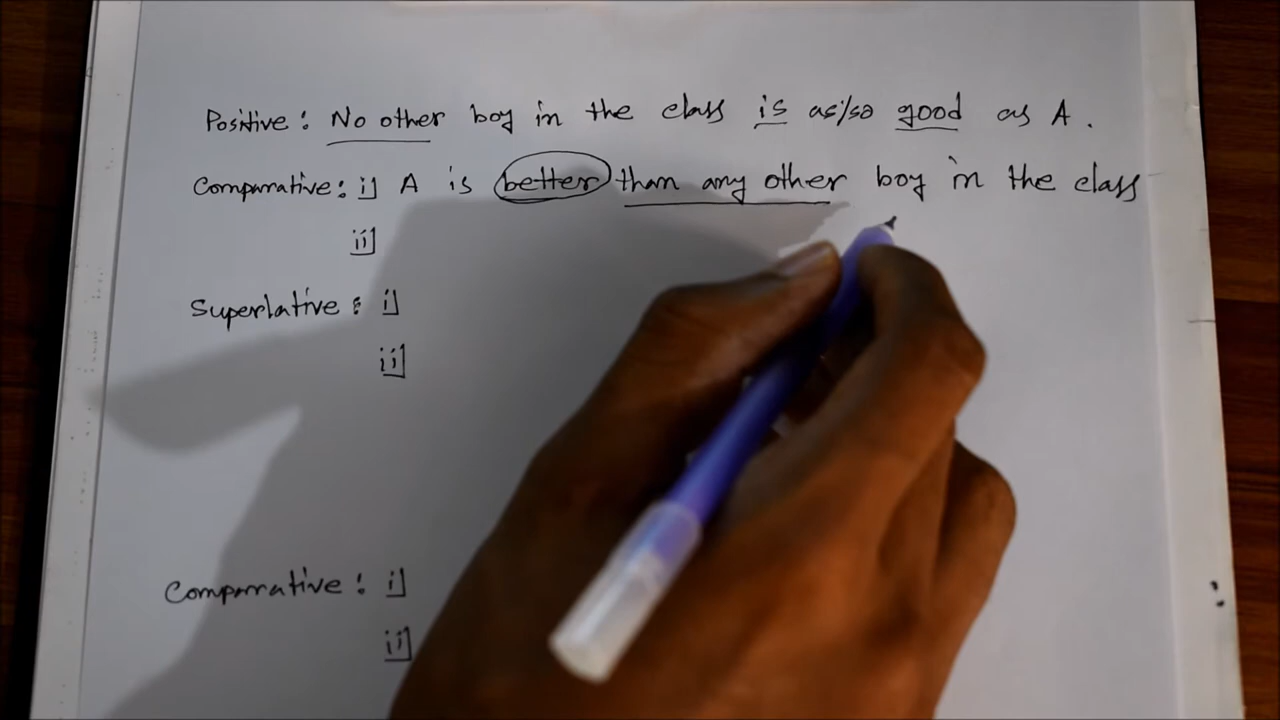 Positive: No other boy in the class is as/so good as A.
Comparative: i] A is better than any other boy in the class
ii]
Superlative: i]
ii]
Comparative: i]
ii]